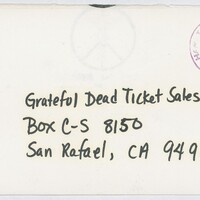 Grateful Dead Ticket Sales
Box C-S 8150
San Rafael, CA 949